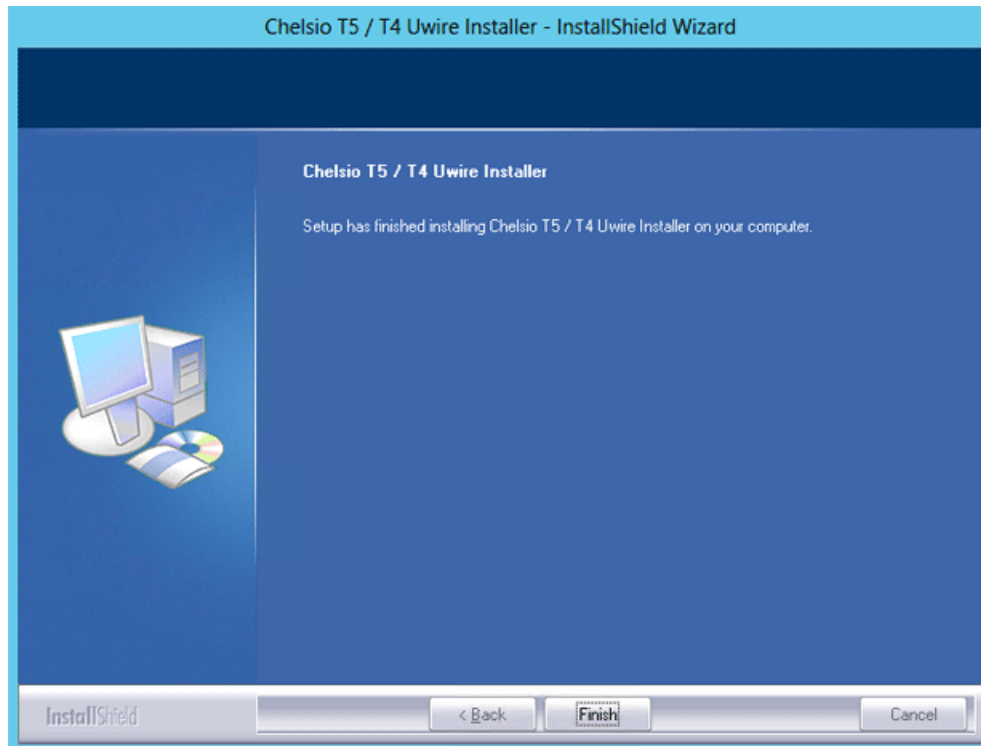 Chelsio T5 / T4 Uwire Installer - InstallShield Wizard
Chelsio T5 / T4 Uwire Installer
Setup has finished installing Chelsio T5 / T4 Uwire Installer on your computer.
InstallShield
< Back Finish Cancel